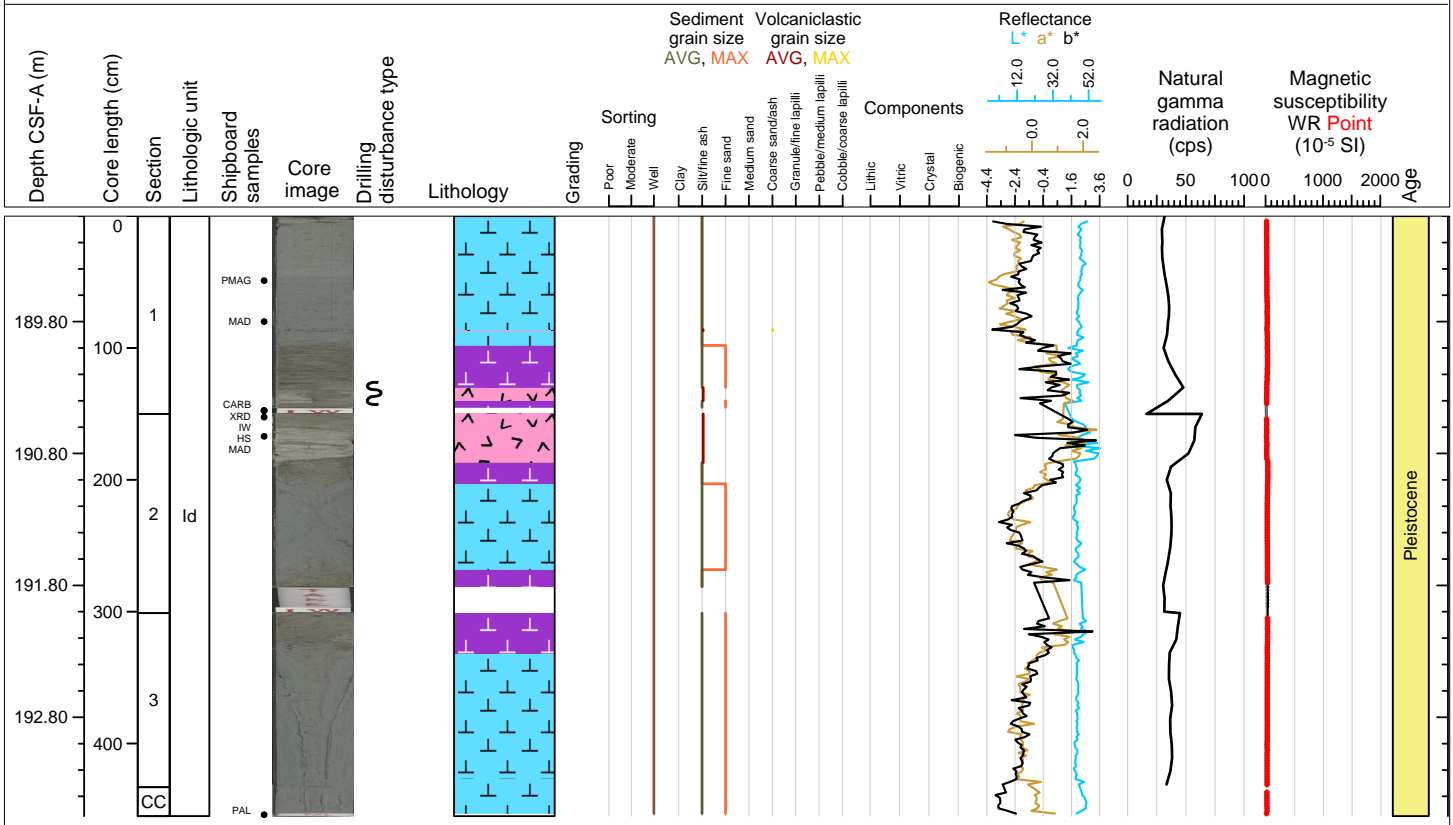 Depth CSF-A (m)
Core length (cm)
Section
Lithologic unit
Shipboard
samples
Core
image
Drilling
disturbance type
Lithology
Grading
Sorting
Poor
Moderate
Well
Sediment
grain size
AVG, MAX
Volcaniclastic
grain size
AVG, MAX
Clay
Silt/fine ash
Fine sand
Medium sand
Coarse sand/ash
Granule/fine lapilli
Pebble/medium lapilli
Cobble/coarse lapilli
Components
Lithic
Vitric
Crystal
Biogenic
Reflectance
L* a* b*
12.0 32.0 52.0
0.0 2.0
−4.4 −2.4 −0.4 1.6 3.6
Natural
gamma
radiation
(cps)
0 50 100
Magnetic
susceptibility
WR Point
(10⁻⁵ SI)
0 1000 2000
Age
189.80
190.80
191.80
192.80
0
100
200
300
400
1
2
3
CC
Id
PMAG
MAD
CARB
XRD
IW
HS
MAD
PAL
Pleistocene